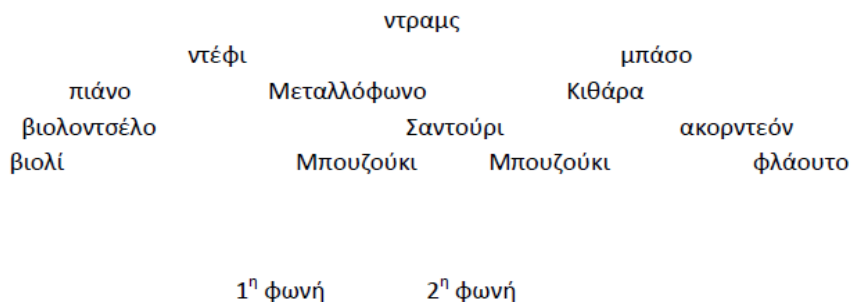 ντραμς
ντέφι μπάσο
πιάνο Μεταλλόφωνο Κιθάρα
βιολοντσέλο Σαντούρι ακορντεόν
βιολί Μπουζούκι Μπουζούκι φλάουτο
1η φωνή 2η φωνή